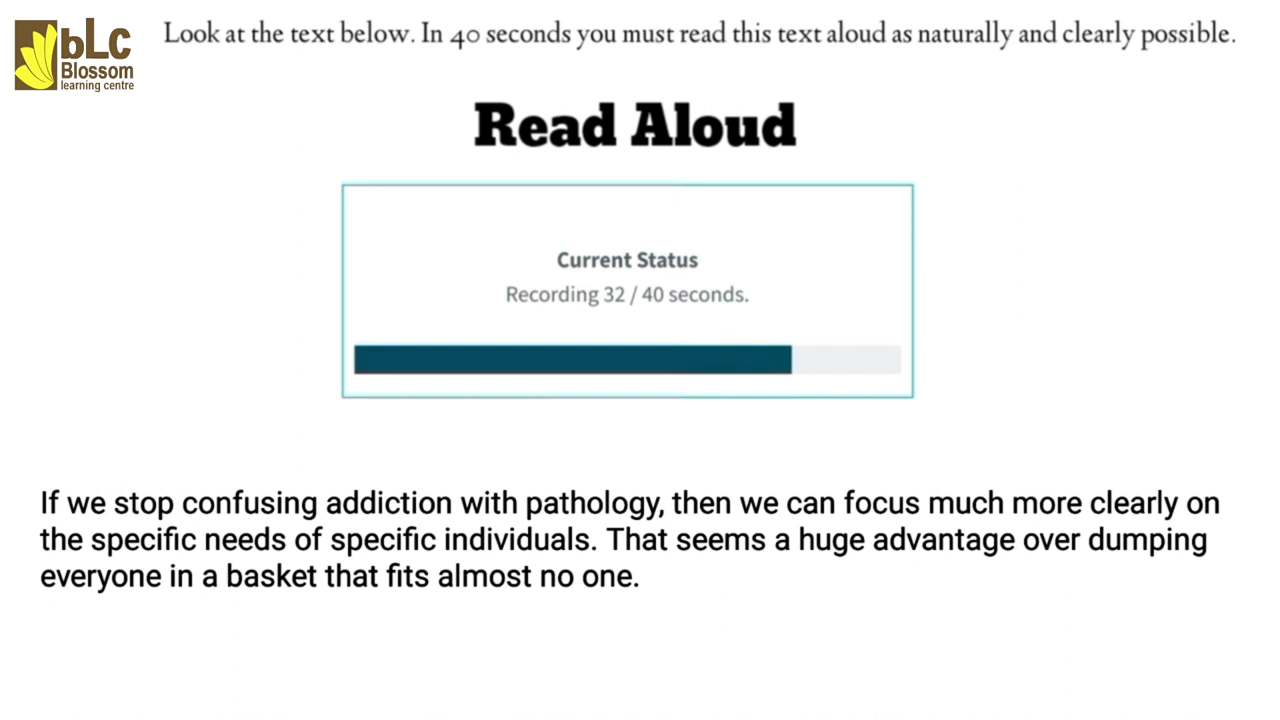 bLc
Blossom
learning centre
Look at the text below. In 40 seconds you must read this text aloud as naturally and clearly possible.
Read Aloud
Current Status
Recording 32 / 40 seconds.
If we stop confusing addiction with pathology, then we can focus much more clearly on
the specific needs of specific individuals. That seems a huge advantage over dumping
everyone in a basket that fits almost no one.